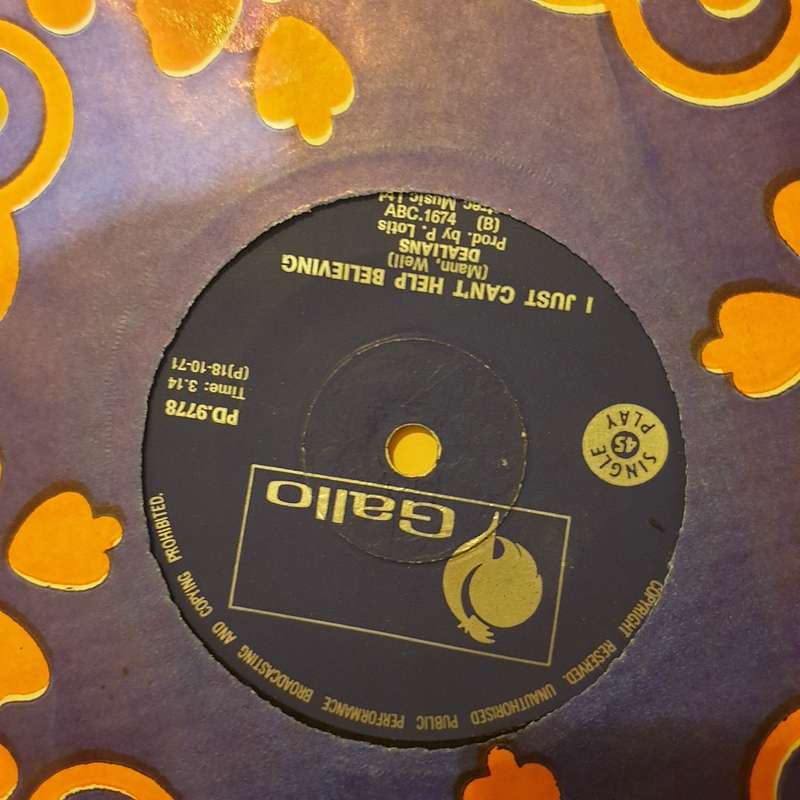 COPYRIGHT RESERVED. UNAUTHORISED PUBLIC PERFORMANCE BROADCASTING AND COPYING PROHIBITED.
Gallo
SINGLE
45
PLAY
PD.9778
Time: 3.14
(P)18-10-71
I JUST CAN'T HELP BELIEVING
(Mann, Weil)
DEALIANS
Prod. by P. Lotis
ABC.1674 (B)
Music